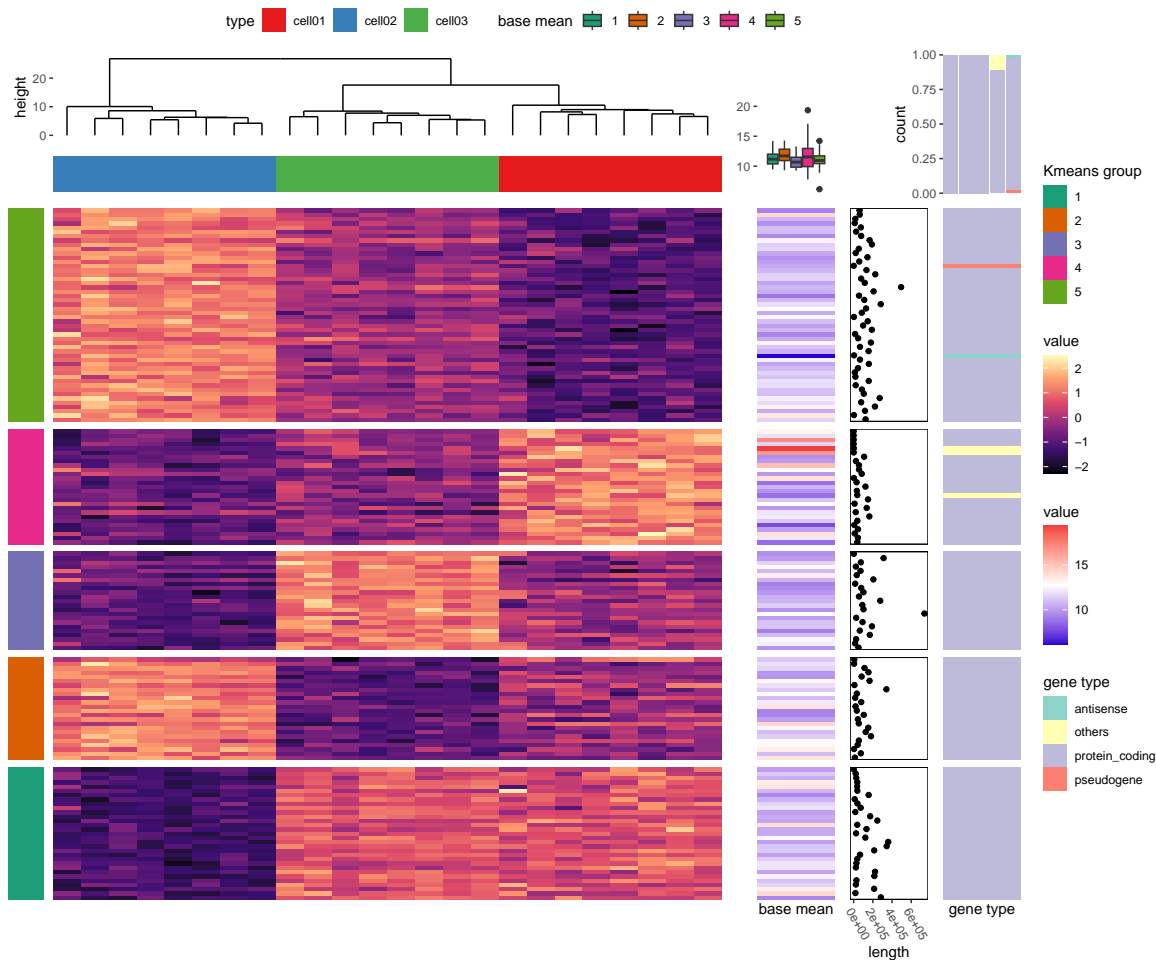 type cell01 cell02 cell03 base mean 1 2 3 4 5
height
20
10
0
20
15
10
count
1.00
0.75
0.50
0.25
0.00
Kmeans group
1
2
3
4
5
value
2
1
0
−1
−2
value
15
10
gene type
antisense
others
protein_coding
pseudogene
base mean
0e+00
2e+05
4e+05
6e+05
length
gene type